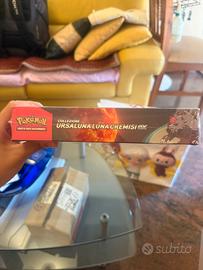 Pokémon
COLLEZIONE
URSALUNA LUNA CREMISI ex
subito